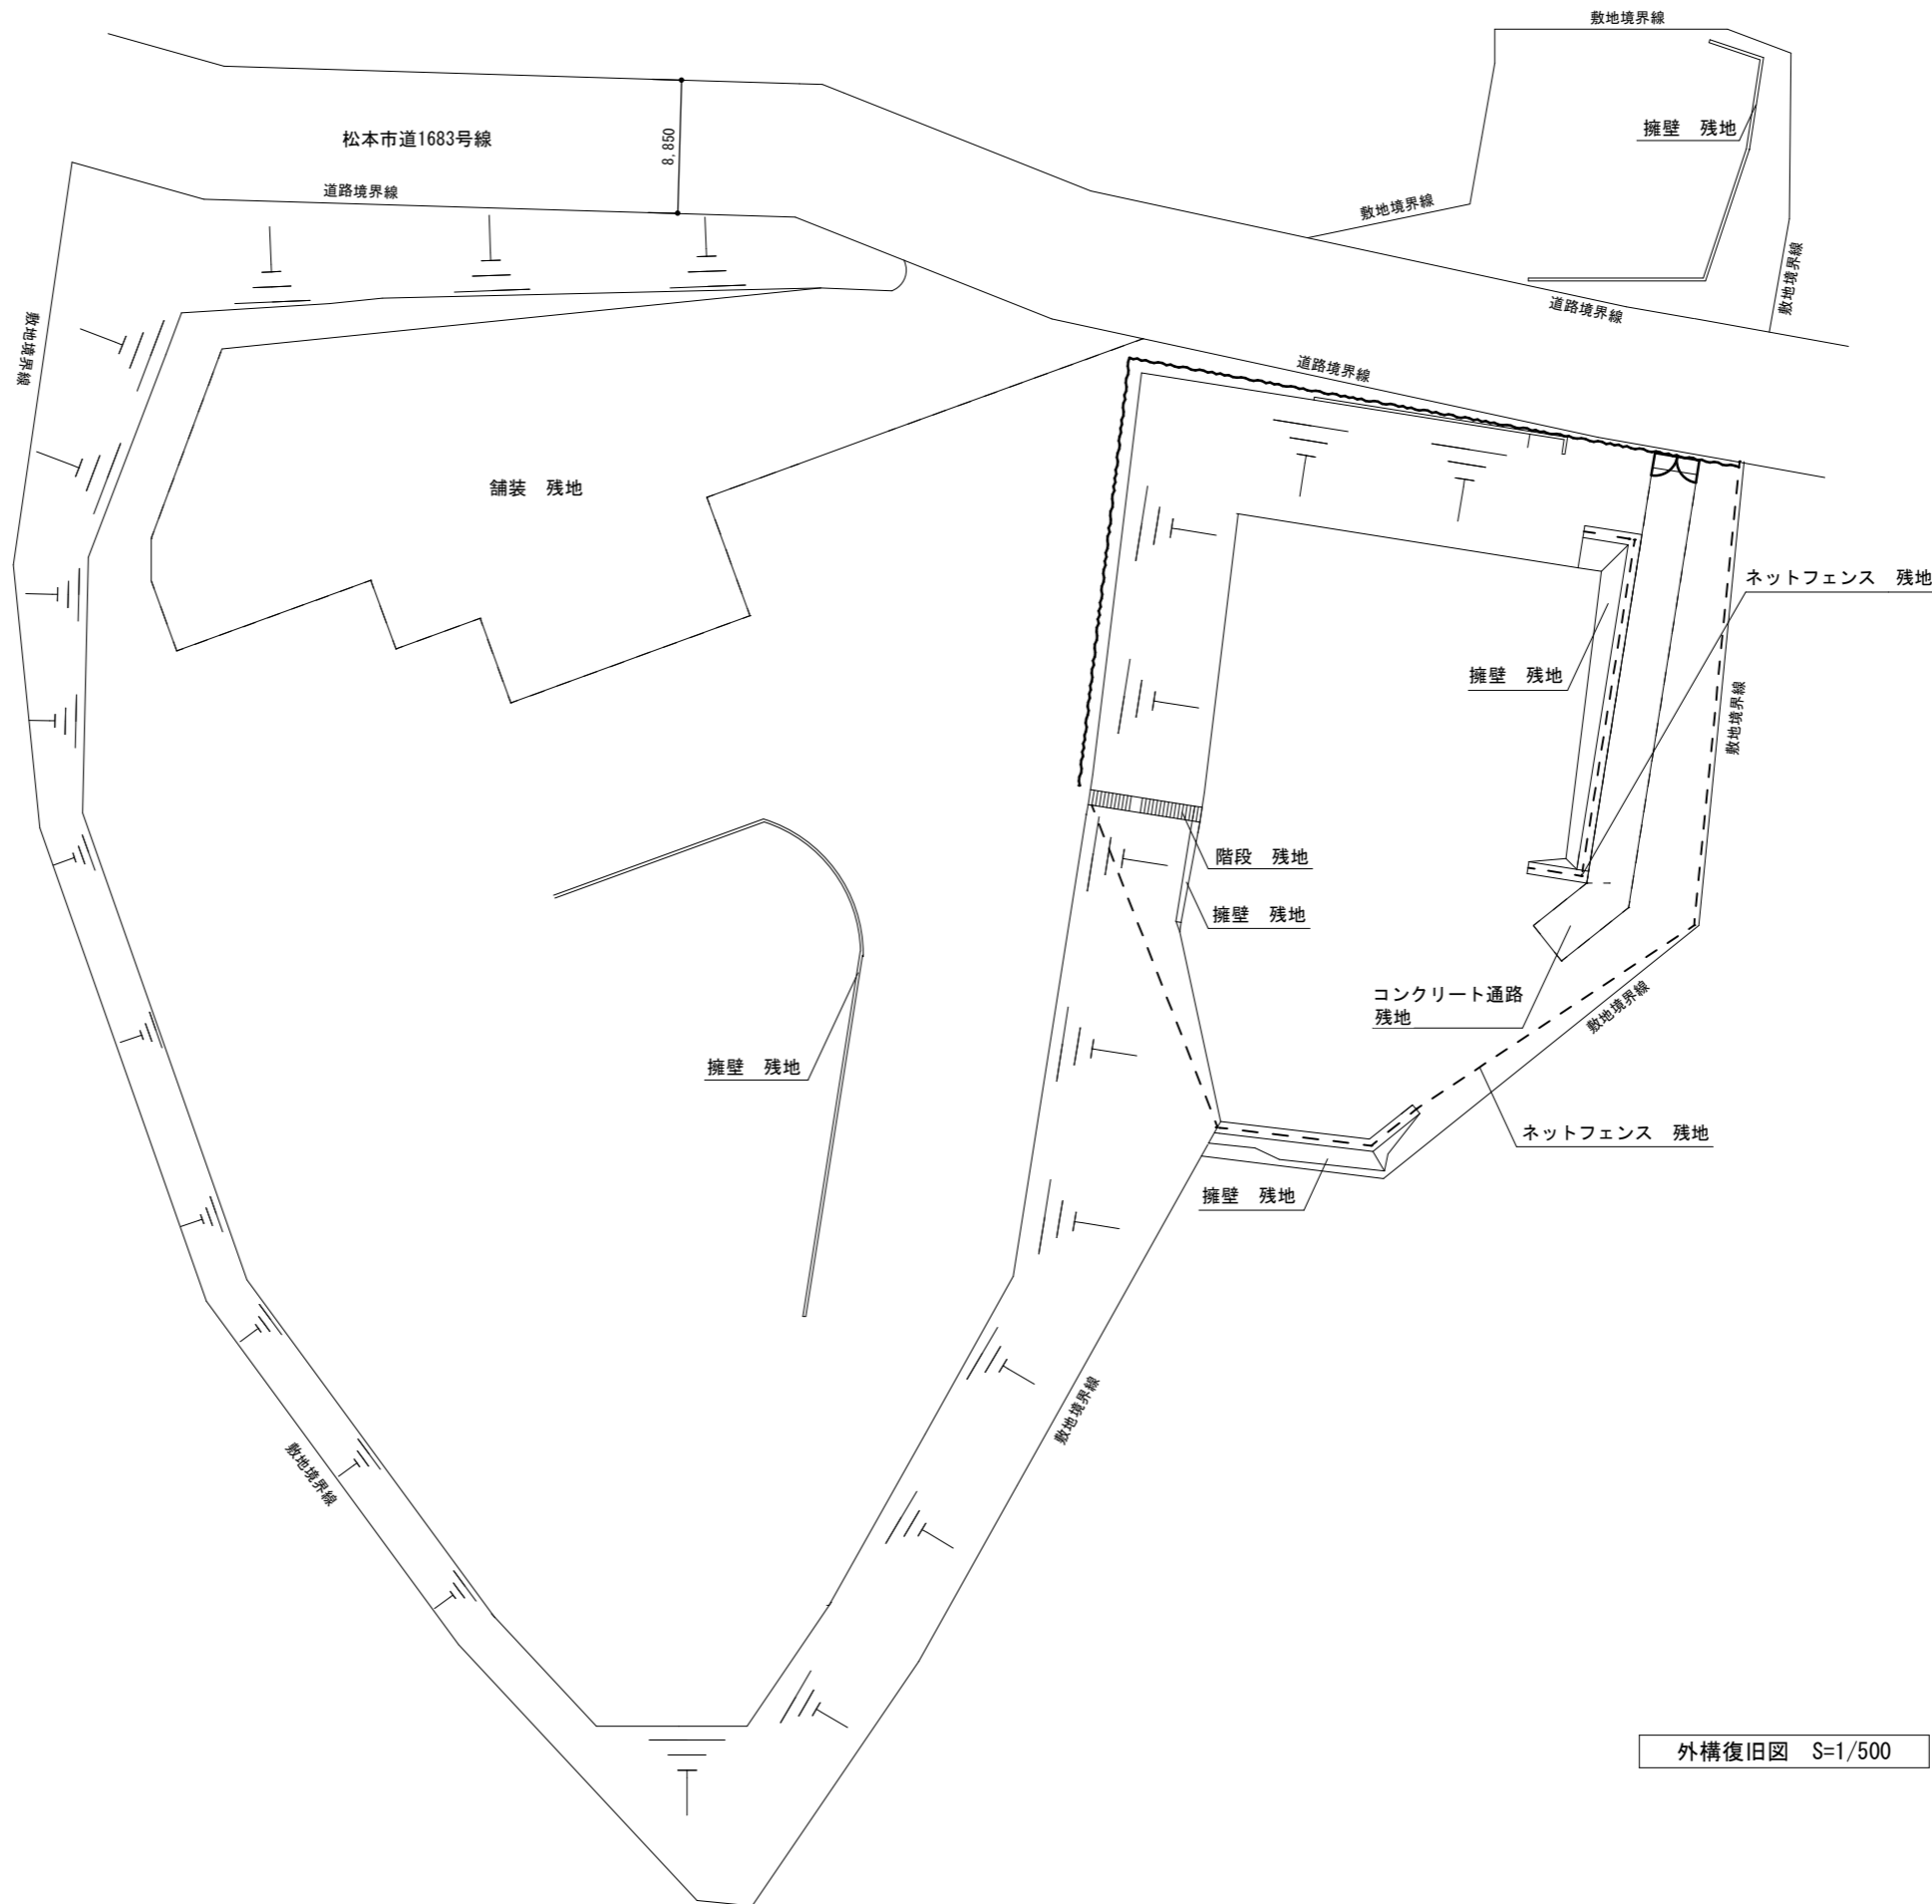 敷地境界線
擁壁　残地
松本市道1683号線
8,850
道路境界線
敷地境界線
敷地境界線
道路境界線
敷地境界線
道路境界線
舗装　残地
ネットフェンス　残地
擁壁　残地
敷地境界線
階段　残地
擁壁　残地
コンクリート通路
残地
敷地境界線
擁壁　残地
ネットフェンス　残地
擁壁　残地
敷地境界線
敷地境界線
外構復旧図　S=1/500